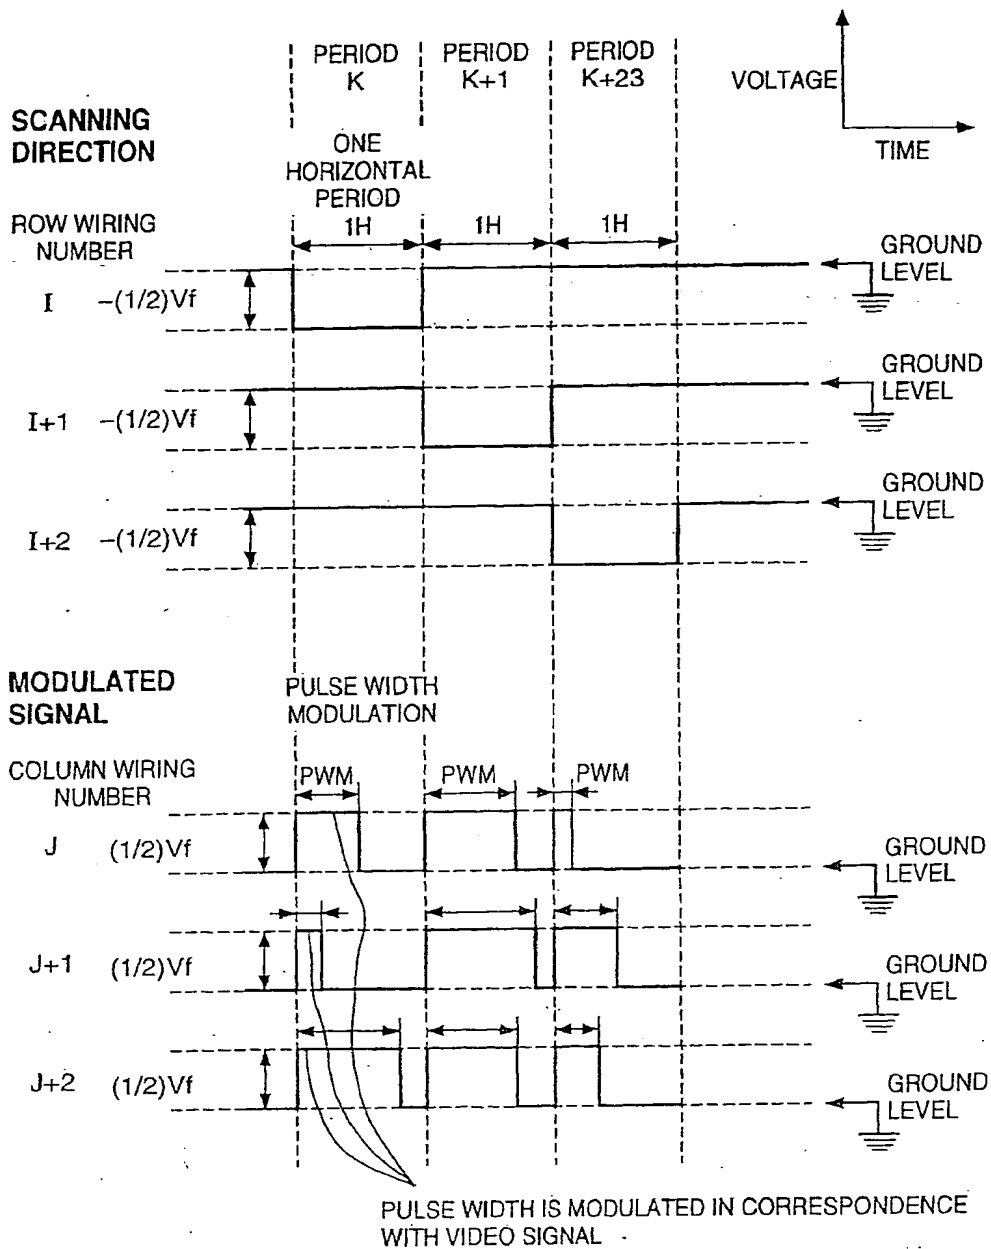 PERIOD
K
PERIOD
K+1
PERIOD
K+23
VOLTAGE
TIME
SCANNING
DIRECTION
ONE
HORIZONTAL
PERIOD
ROW WIRING
NUMBER
1H
1H
1H
I −(1/2)Vf
GROUND
LEVEL
I+1 −(1/2)Vf
GROUND
LEVEL
I+2 −(1/2)Vf
GROUND
LEVEL
MODULATED
SIGNAL
PULSE WIDTH
MODULATION
COLUMN WIRING
NUMBER
PWM
PWM
PWM
J (1/2)Vf
GROUND
LEVEL
J+1 (1/2)Vf
GROUND
LEVEL
J+2 (1/2)Vf
GROUND
LEVEL
PULSE WIDTH IS MODULATED IN CORRESPONDENCE
WITH VIDEO SIGNAL